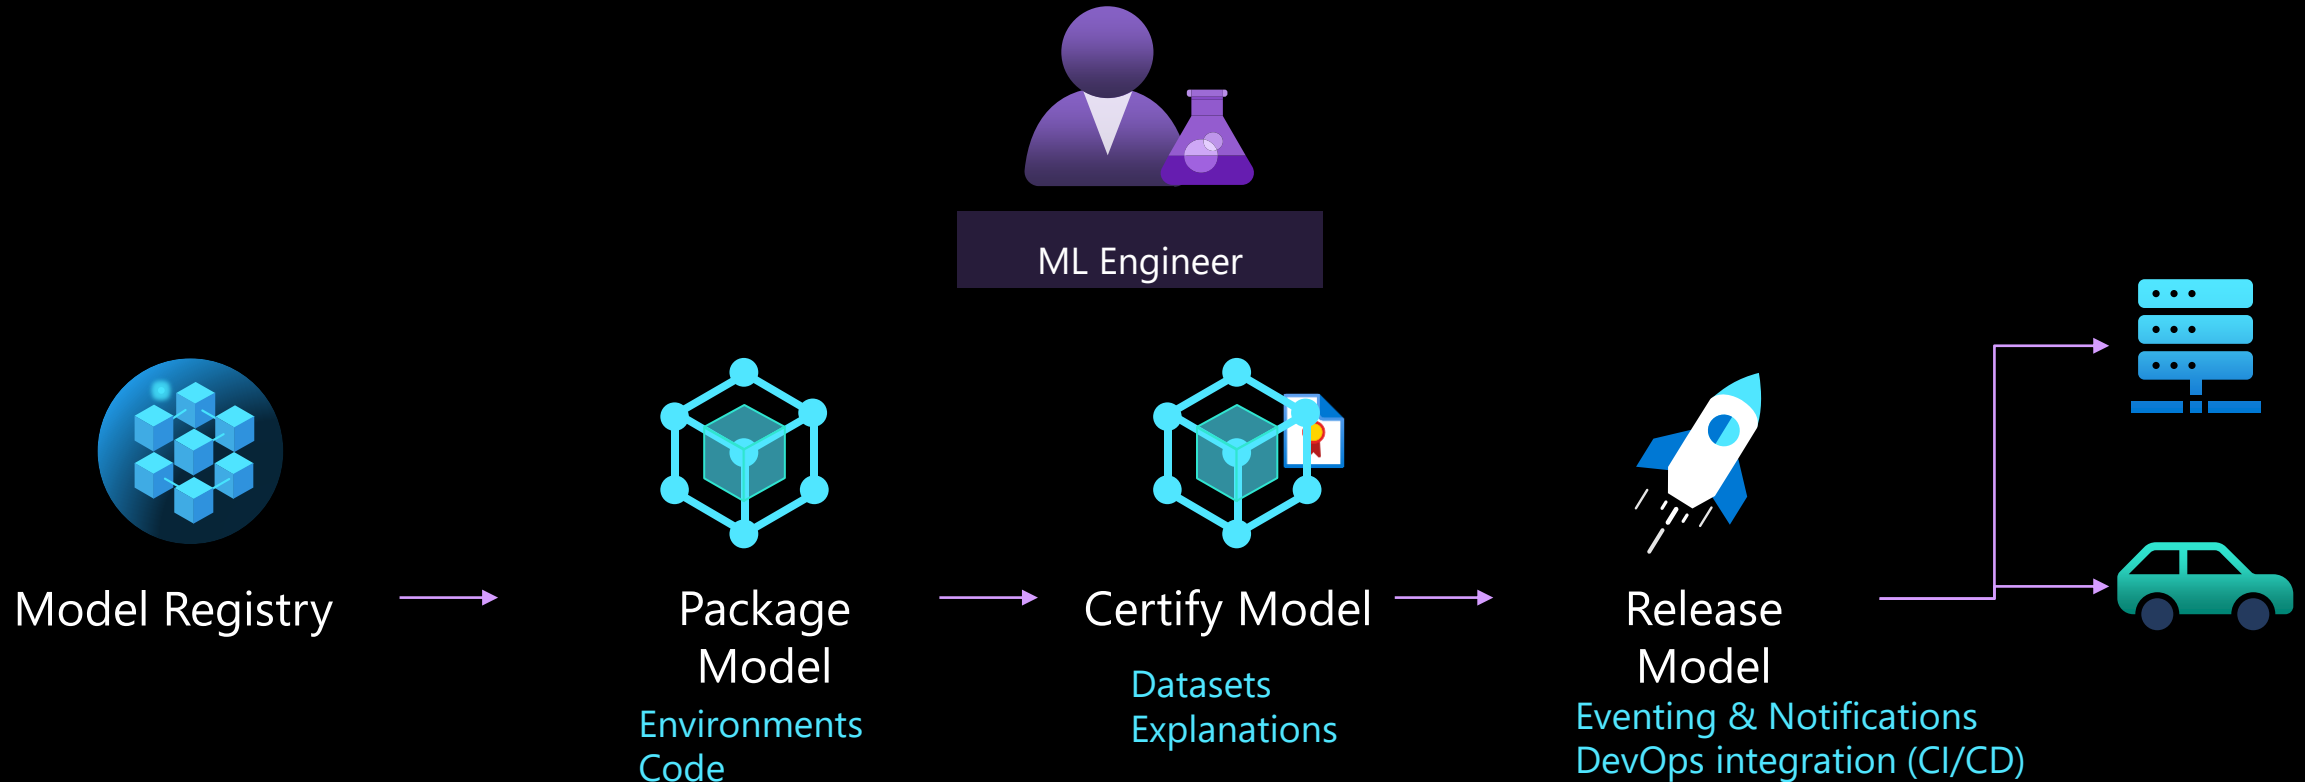 ML Engineer
Model Registry
Package
Model
Environments
Code
Certify Model
Datasets
Explanations
Release
Model
Eventing & Notifications
DevOps integration (CI/CD)